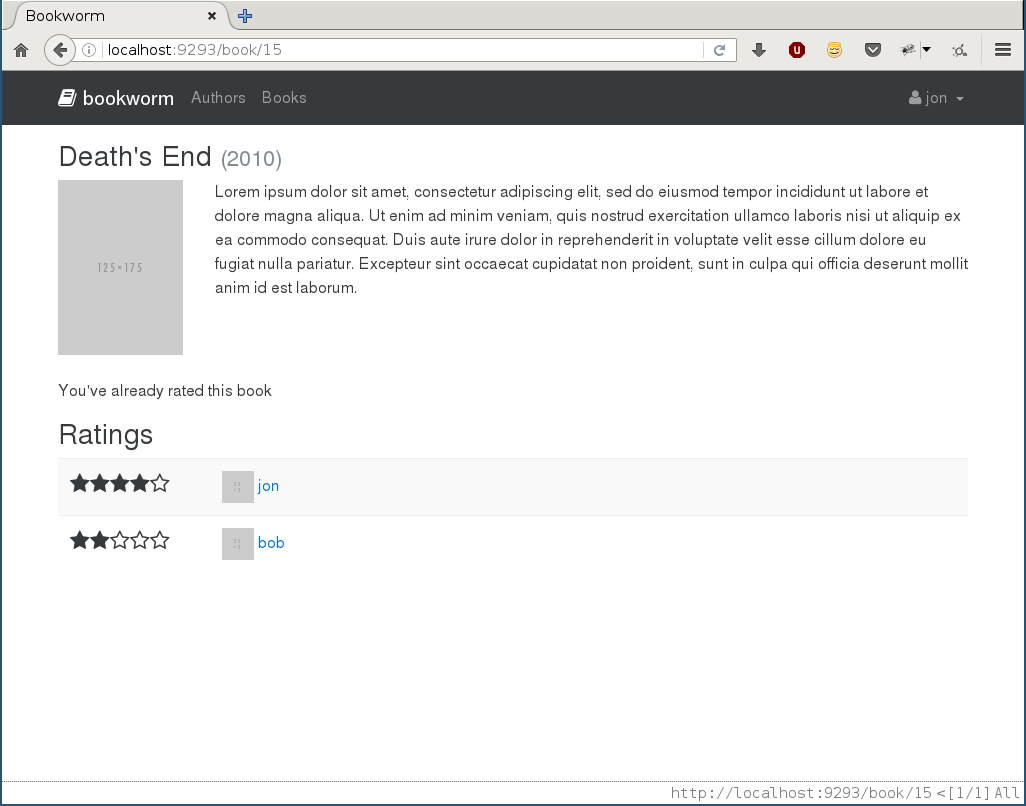 Bookworm
localhost:9293/book/15
bookworm Authors Books jon
Death's End (2010)
125×175
Lorem ipsum dolor sit amet, consectetur adipiscing elit, sed do eiusmod tempor incididunt ut labore et
dolore magna aliqua. Ut enim ad minim veniam, quis nostrud exercitation ullamco laboris nisi ut aliquip ex
ea commodo consequat. Duis aute irure dolor in reprehenderit in voluptate velit esse cillum dolore eu
fugiat nulla pariatur. Excepteur sint occaecat cupidatat non proident, sunt in culpa qui officia deserunt mollit
anim id est laborum.
You've already rated this book
Ratings
jon
bob
http://localhost:9293/book/15 <[1/1] All